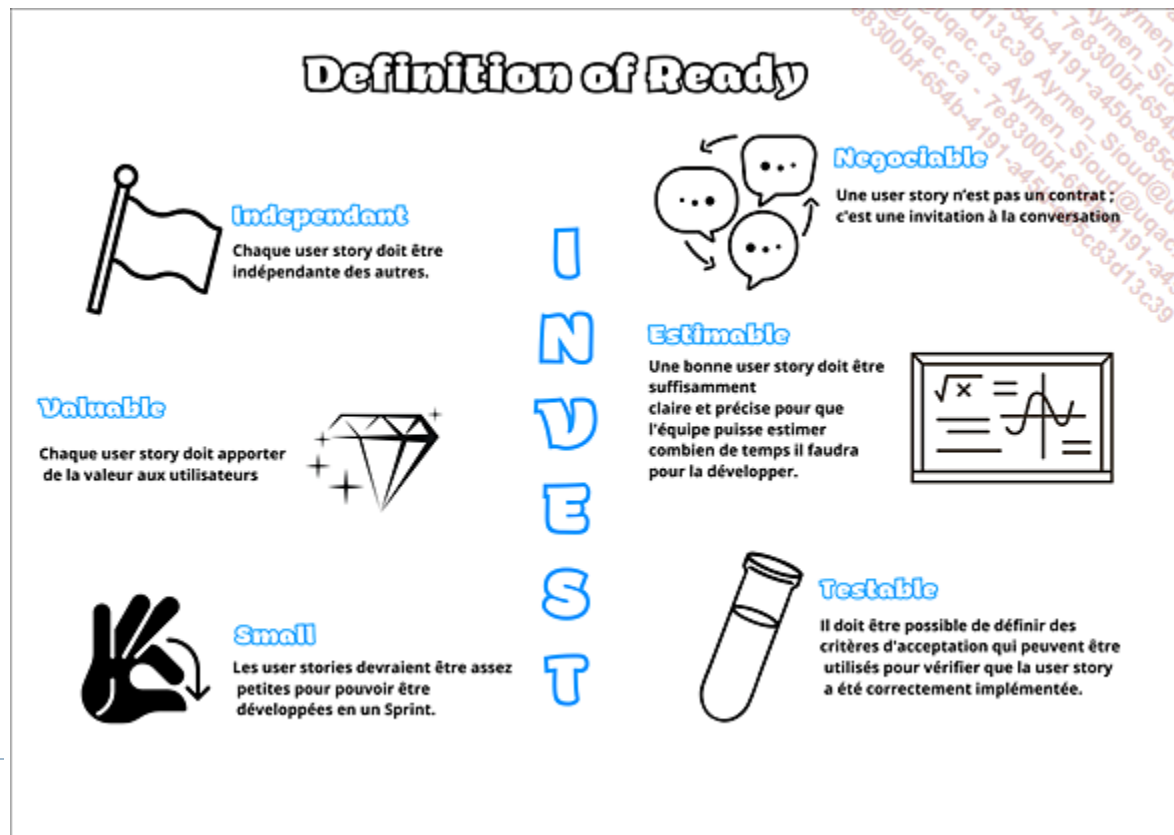 Definition of Ready
Independant
Chaque user story doit être
indépendante des autres.
Negociable
Une user story n'est pas un contrat ;
c'est une invitation à la conversation
I
N
V
E
S
T
Valuable
Chaque user story doit apporter
de la valeur aux utilisateurs
Estimable
Une bonne user story doit être
suffisamment
claire et précise pour que
l'équipe puisse estimer
combien de temps il faudra
pour la développer.
√x =
Small
Les user stories devraient être assez
petites pour pouvoir être
développées en un Sprint.
Testable
Il doit être possible de définir des
critères d'acceptation qui peuvent être
utilisés pour vérifier que la user story
a été correctement implémentée.